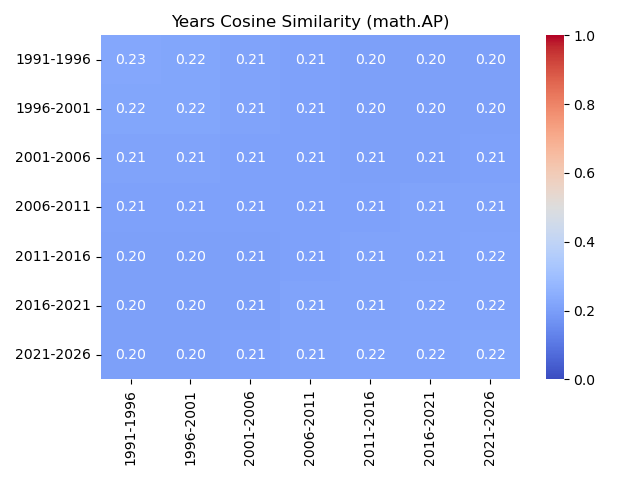 Years Cosine Similarity (math.AP)
1991-1996 0.23 0.22 0.21 0.21 0.20 0.20 0.20
1996-2001 0.22 0.22 0.21 0.21 0.20 0.20 0.20
2001-2006 0.21 0.21 0.21 0.21 0.21 0.21 0.21
2006-2011 0.21 0.21 0.21 0.21 0.21 0.21 0.21
2011-2016 0.20 0.20 0.21 0.21 0.21 0.21 0.22
2016-2021 0.20 0.20 0.21 0.21 0.21 0.22 0.22
2021-2026 0.20 0.20 0.21 0.21 0.22 0.22 0.22
1991-1996 1996-2001 2001-2006 2006-2011 2011-2016 2016-2021 2021-2026
1.0
0.8
0.6
0.4
0.2
0.0